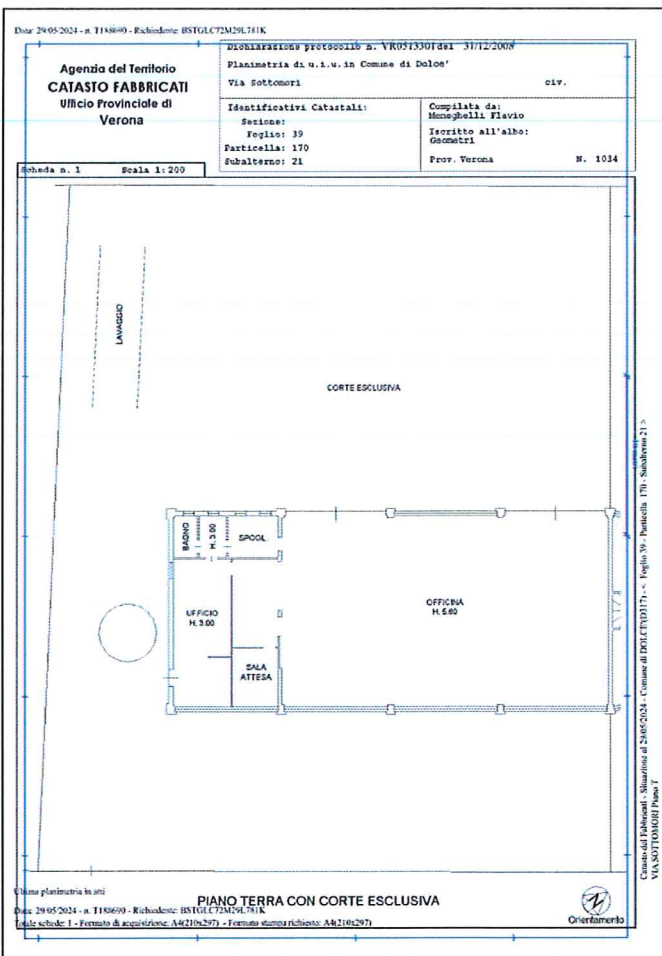 Data: 29/05/2024 - n. T188690 - Richiedente: BSTGLC72M29L781K
Agenzia del Territorio
CATASTO FABBRICATI
Ufficio Provinciale di
Verona
Dichiarazione protocollo n. VR0513301 del 31/12/2008
Planimetria di u.i.u. in Comune di Dolce'
Via Sottomori civ.
Identificativi Catastali:
Sezione:
Foglio: 39
Particella: 170
Subalterno: 21
Compilata da:
Meneghelli Flavio
Iscritto all'albo:
Geometri
Prov. Verona N. 1034
Scheda n. 1 Scala 1:200
LAVAGGIO
CORTE ESCLUSIVA
BAGNO
H. 3.00
SPOGL.
UFFICIO
H. 3.00
SALA
ATTESA
OFFICINA
H. 5.60
Catasto dei Fabbricati - Situazione al 29/05/2024 - Comune di DOLCE'(D317) - < Foglio 39 - Particella 170 - Subalterno 21 >
VIA SOTTOMORI Piano T
Ultima planimetria in atti
PIANO TERRA CON CORTE ESCLUSIVA
Data: 29/05/2024 - n. T188690 - Richiedente: BSTGLC72M29L781K
Totale schede: 1 - Formato di acquisizione: A4(210x297) - Formato stampa richiesto: A4(210x297)
Orientamento